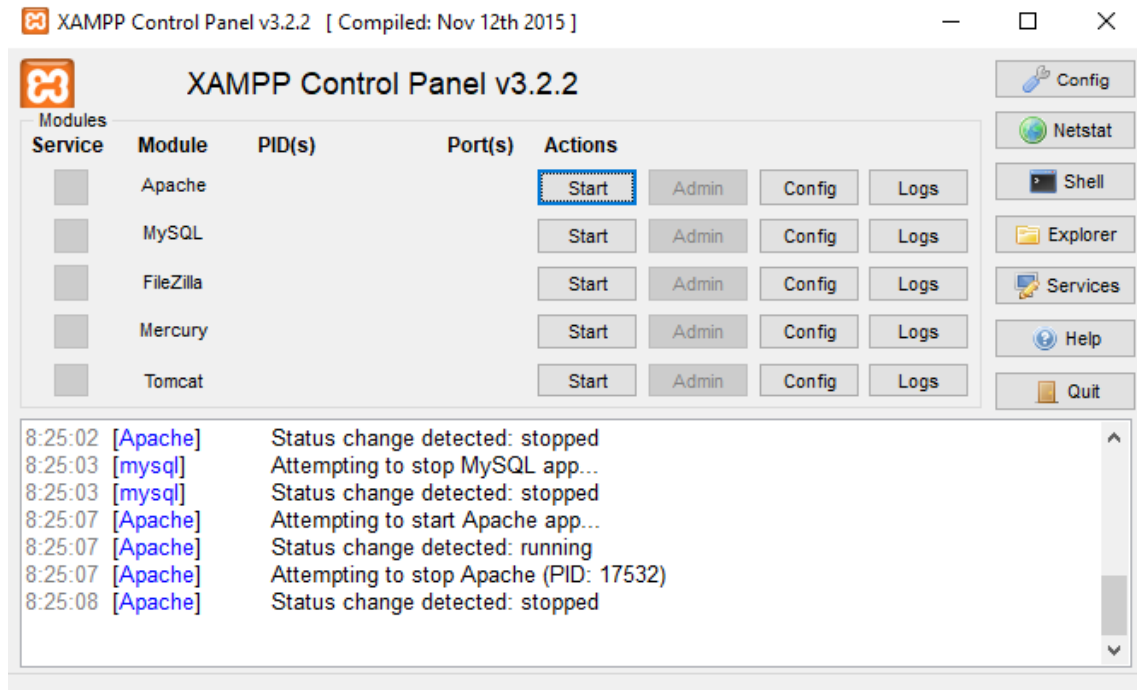 XAMPP Control Panel v3.2.2 [ Compiled: Nov 12th 2015 ]
XAMPP Control Panel v3.2.2
Config
Modules
Netstat
Service Module PID(s) Port(s) Actions
Apache Start Admin Config Logs
Shell
MySQL Start Admin Config Logs
Explorer
FileZilla Start Admin Config Logs
Services
Mercury Start Admin Config Logs
Help
Tomcat Start Admin Config Logs
Quit
8:25:02 [Apache] Status change detected: stopped
8:25:03 [mysql] Attempting to stop MySQL app...
8:25:03 [mysql] Status change detected: stopped
8:25:07 [Apache] Attempting to start Apache app...
8:25:07 [Apache] Status change detected: running
8:25:07 [Apache] Attempting to stop Apache (PID: 17532)
8:25:08 [Apache] Status change detected: stopped